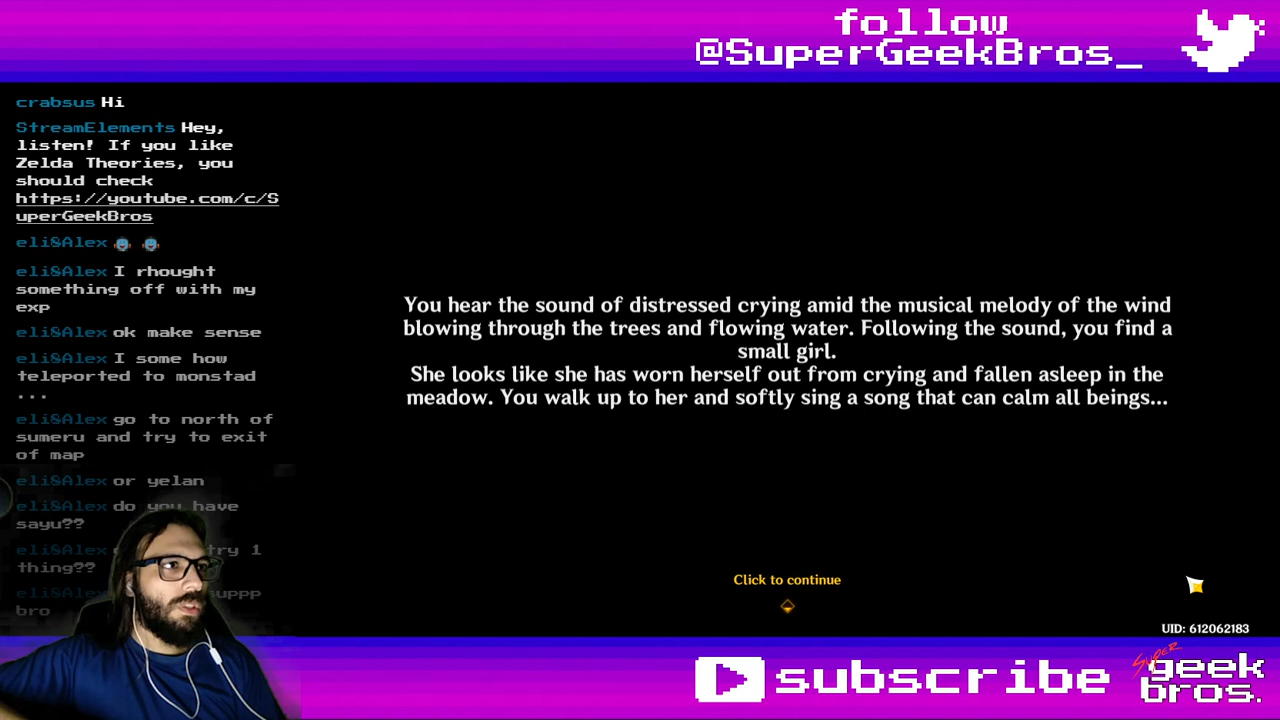 follow
@SuperGeekBros_
crabsus Hi
StreamElements Hey,
listen! If you like
Zelda Theories, you
should check
https://youtube.com/c/S
uperGeekBros
eli&Alex
eli&Alex I rhought
something off with my
exp
eli&Alex ok make sense
eli&Alex I some how
teleported to monstad
...
eli&Alex go to north of
sumeru and try to exit
of map
eli&Alex or yelan
eli&Alex do you have
sayu??
eli&Alex try 1
thing??
eli&Alex
bro
You hear the sound of distressed crying amid the musical melody of the wind
blowing through the trees and flowing water. Following the sound, you find a
small girl.
She looks like she has worn herself out from crying and fallen asleep in the
meadow. You walk up to her and softly sing a song that can calm all beings...
Click to continue
UID: 612062183
subscribe
SUPER
geek
bros.